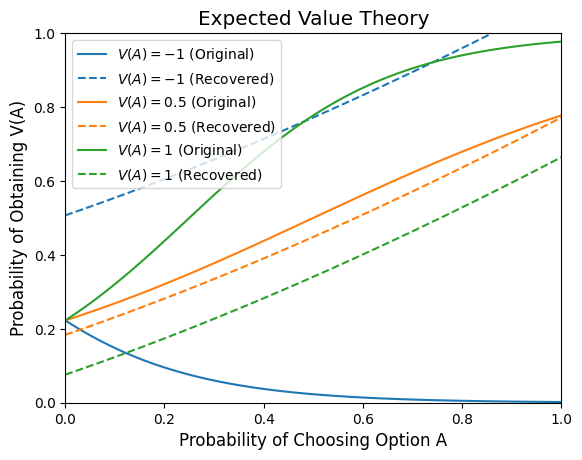 Expected Value Theory
V(A) = −1 (Original)
V(A) = −1 (Recovered)
V(A) = 0.5 (Original)
V(A) = 0.5 (Recovered)
V(A) = 1 (Original)
V(A) = 1 (Recovered)
Probability of Obtaining V(A)
1.0
0.8
0.6
0.4
0.2
0.0
0.0 0.2 0.4 0.6 0.8 1.0
Probability of Choosing Option A